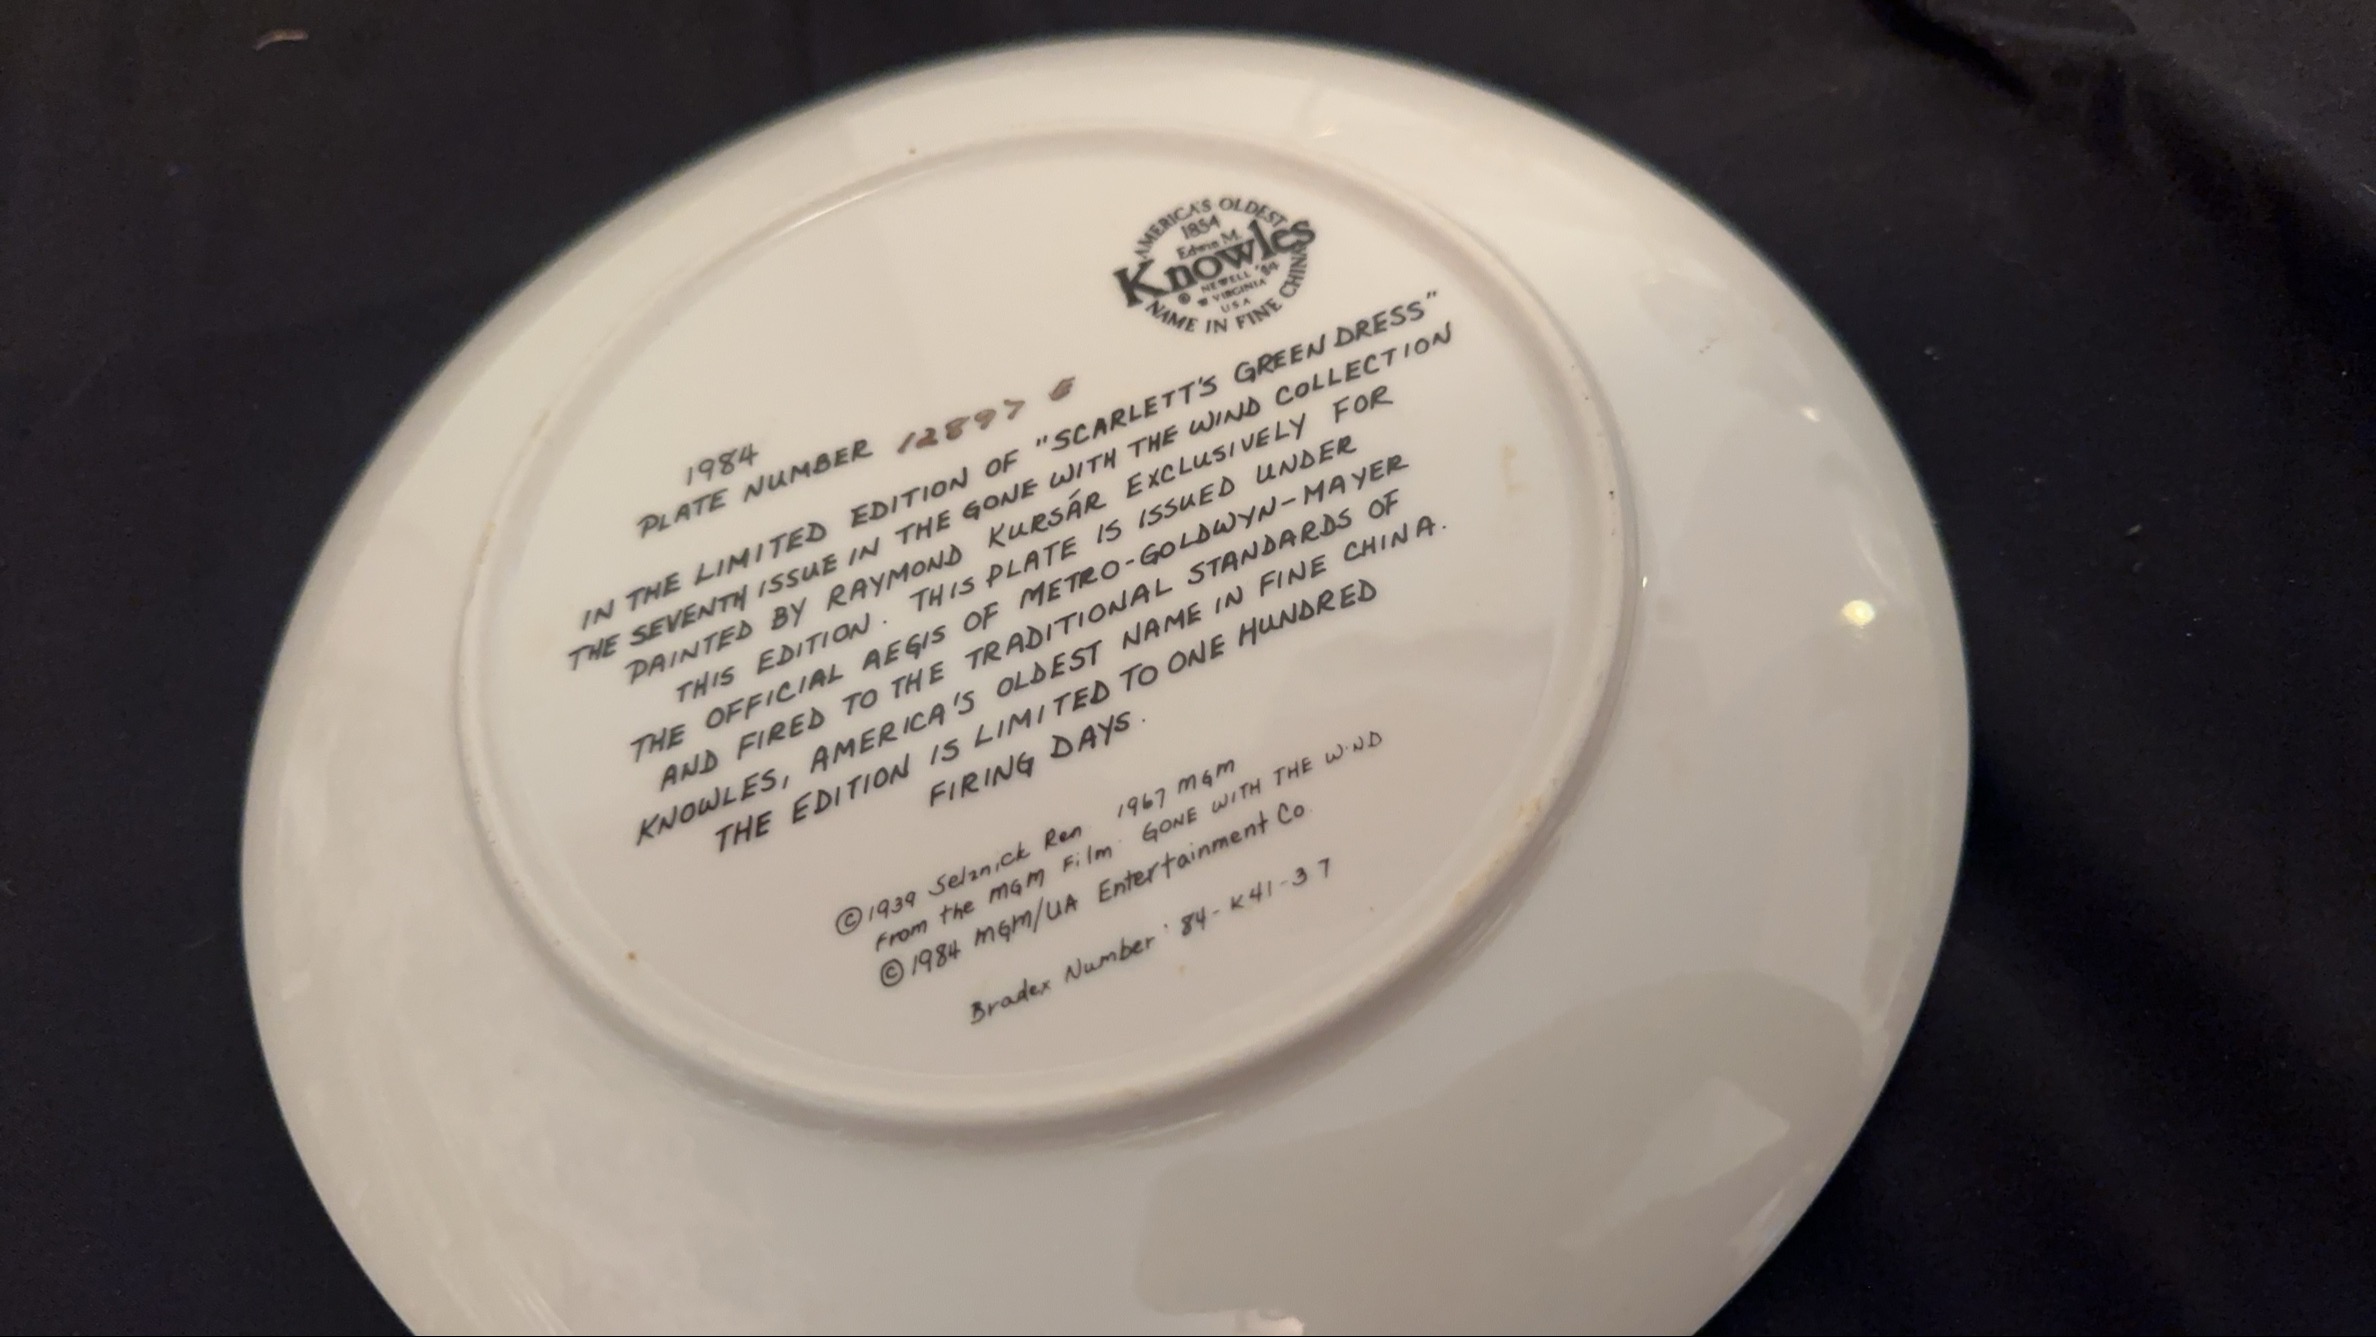 AMERICA'S OLDEST
1854
Edwin M.
Knowles
© NEWELL '84
W VIRGINIA
U S A
NAME IN FINE CHINA
1984
PLATE NUMBER 12897
IN THE LIMITED EDITION OF "SCARLETT'S GREEN DRESS"
THE SEVENTH ISSUE IN THE GONE WITH THE WIND COLLECTION
PAINTED BY RAYMOND KURSÁR EXCLUSIVELY FOR
THIS EDITION. THIS PLATE IS ISSUED UNDER
THE OFFICIAL AEGIS OF METRO-GOLDWYN-MAYER
AND FIRED TO THE TRADITIONAL STANDARDS OF
KNOWLES, AMERICA'S OLDEST NAME IN FINE CHINA.
THE EDITION IS LIMITED TO ONE HUNDRED
FIRING DAYS.
© 1939 Selznick Ren 1967 MGM
From the MGM Film GONE WITH THE WIND
© 1984 MGM/UA Entertainment Co.
Bradex Number: 84-K41-37